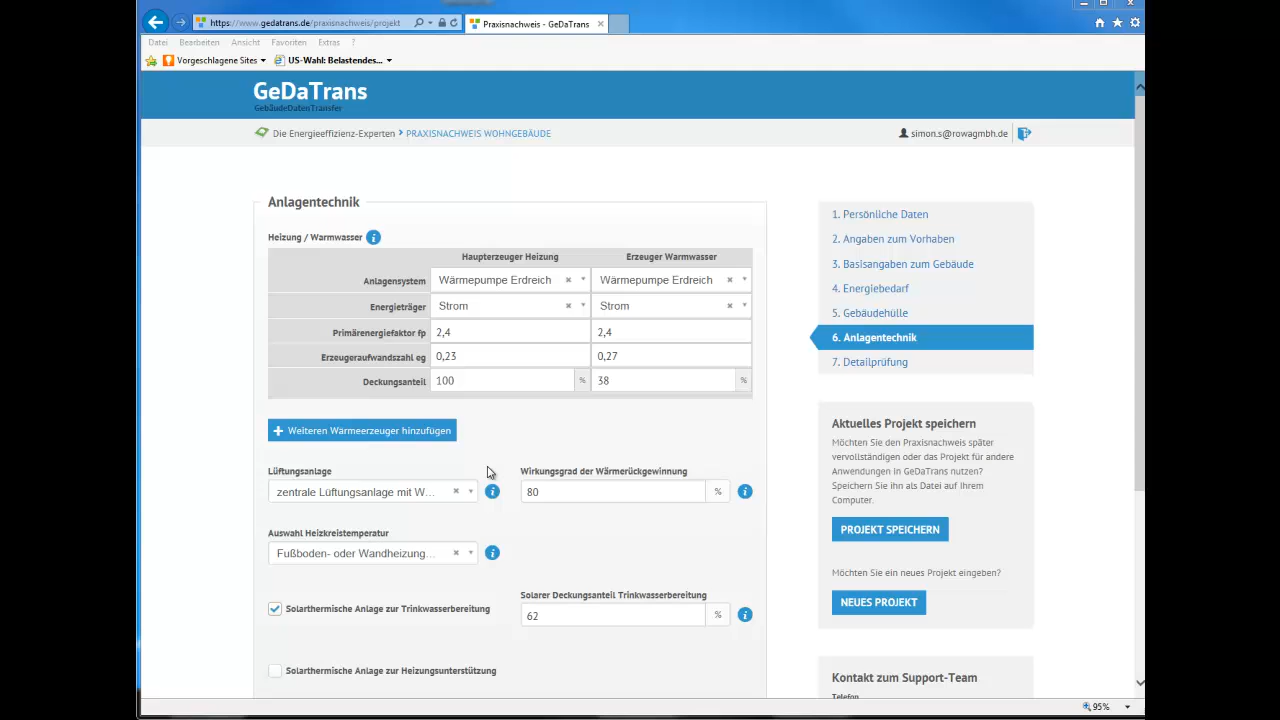 https://www.gedatrans.de/praxisnachweis/projekt
Praxisnachweis - GeDaTrans
Datei Bearbeiten Ansicht Favoriten Extras ?
Vorgeschlagene Sites US-Wahl: Belastendes...
GeDaTrans
GebäudeDatenTransfer
Die Energieeffizienz-Experten PRAXISNACHWEIS WOHNGEBÄUDE
simon.s@rowagmbh.de
Anlagentechnik
Heizung / Warmwasser
Haupterzeuger Heizung Erzeuger Warmwasser
Anlagensystem Wärmepumpe Erdreich Wärmepumpe Erdreich
Energieträger Strom Strom
Primärenergiefaktor fp 2,4 2,4
Erzeugeraufwandszahl eg 0,23 0,27
Deckungsanteil 100 % 38 %
+ Weiteren Wärmeerzeuger hinzufügen
Lüftungsanlage Wirkungsgrad der Wärmerückgewinnung
zentrale Lüftungsanlage mit W... 80 %
Auswahl Heizkreistemperatur
Fußboden- oder Wandheizung...
Solarthermische Anlage zur Trinkwasserbereitung
Solarer Deckungsanteil Trinkwasserbereitung
62 %
Solarthermische Anlage zur Heizungsunterstützung
1. Persönliche Daten
2. Angaben zum Vorhaben
3. Basisangaben zum Gebäude
4. Energiebedarf
5. Gebäudehülle
6. Anlagentechnik
7. Detailprüfung
Aktuelles Projekt speichern
Möchten Sie den Praxisnachweis später
vervollständigen oder das Projekt für andere
Anwendungen in GeDaTrans nutzen?
Speichern Sie ihn als Datei auf Ihrem
Computer.
PROJEKT SPEICHERN
Möchten Sie ein neues Projekt eingeben?
NEUES PROJEKT
Kontakt zum Support-Team
Telefon
95%